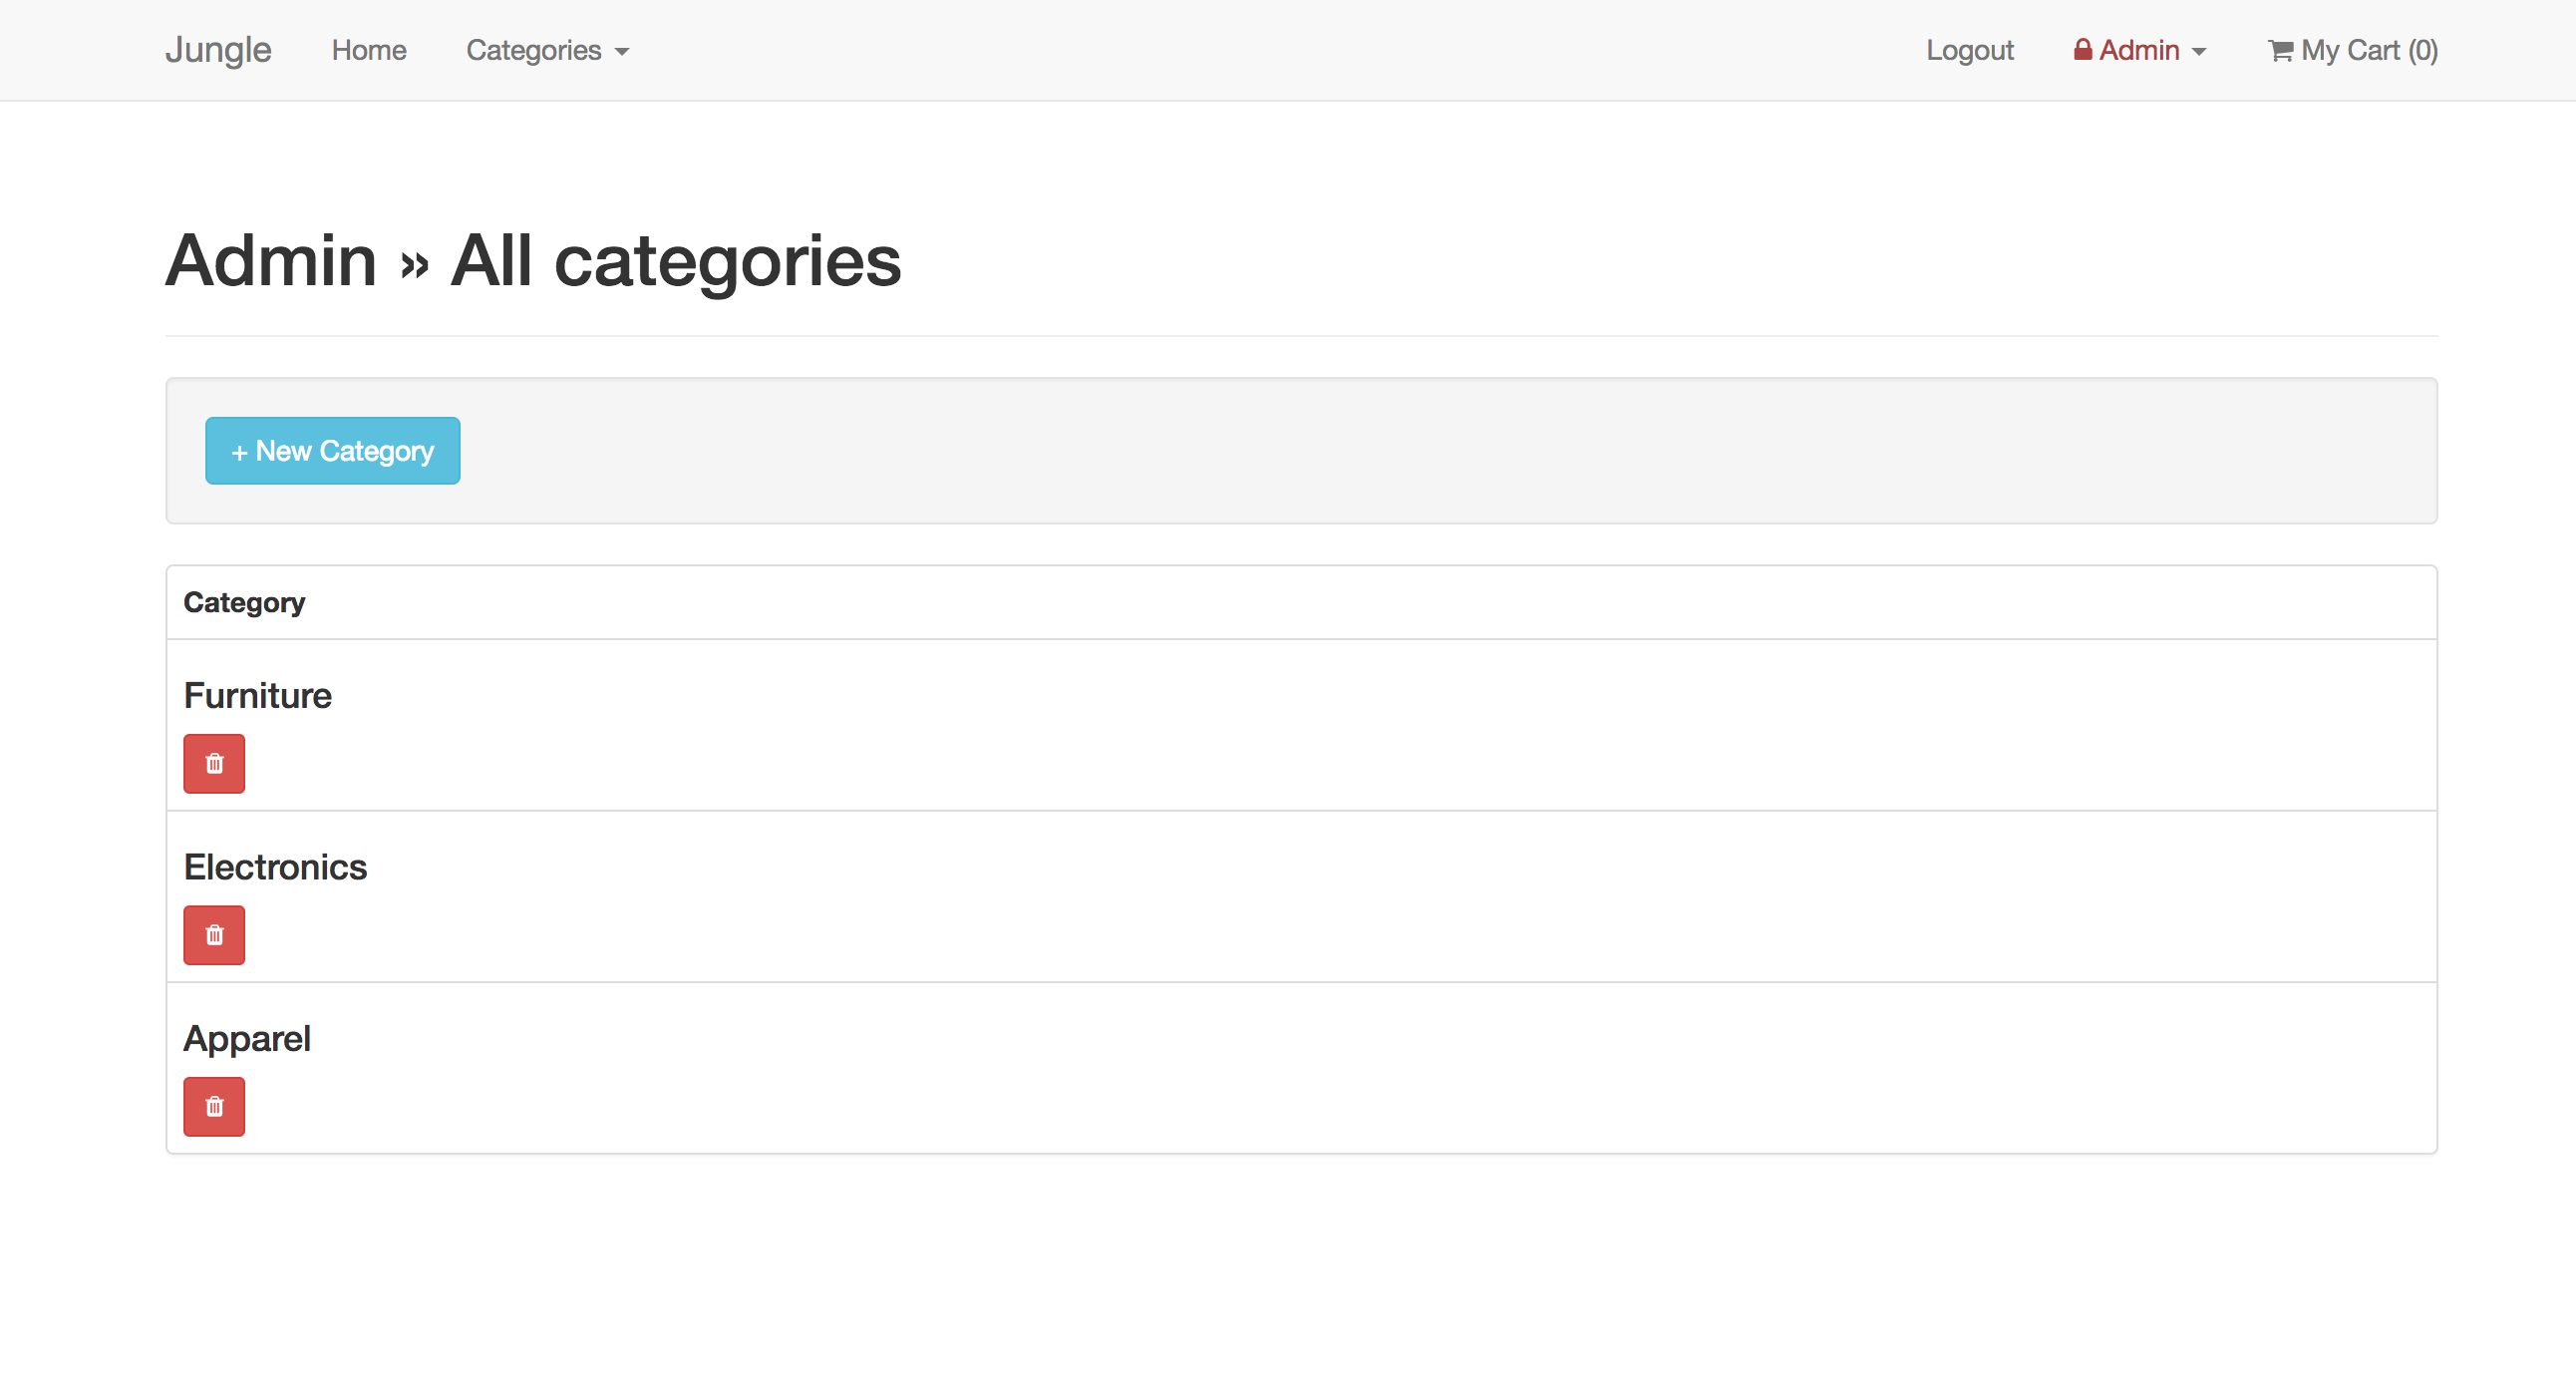 Jungle Home Categories Logout Admin My Cart (0)
Admin » All categories
+ New Category
Category
Furniture
Electronics
Apparel